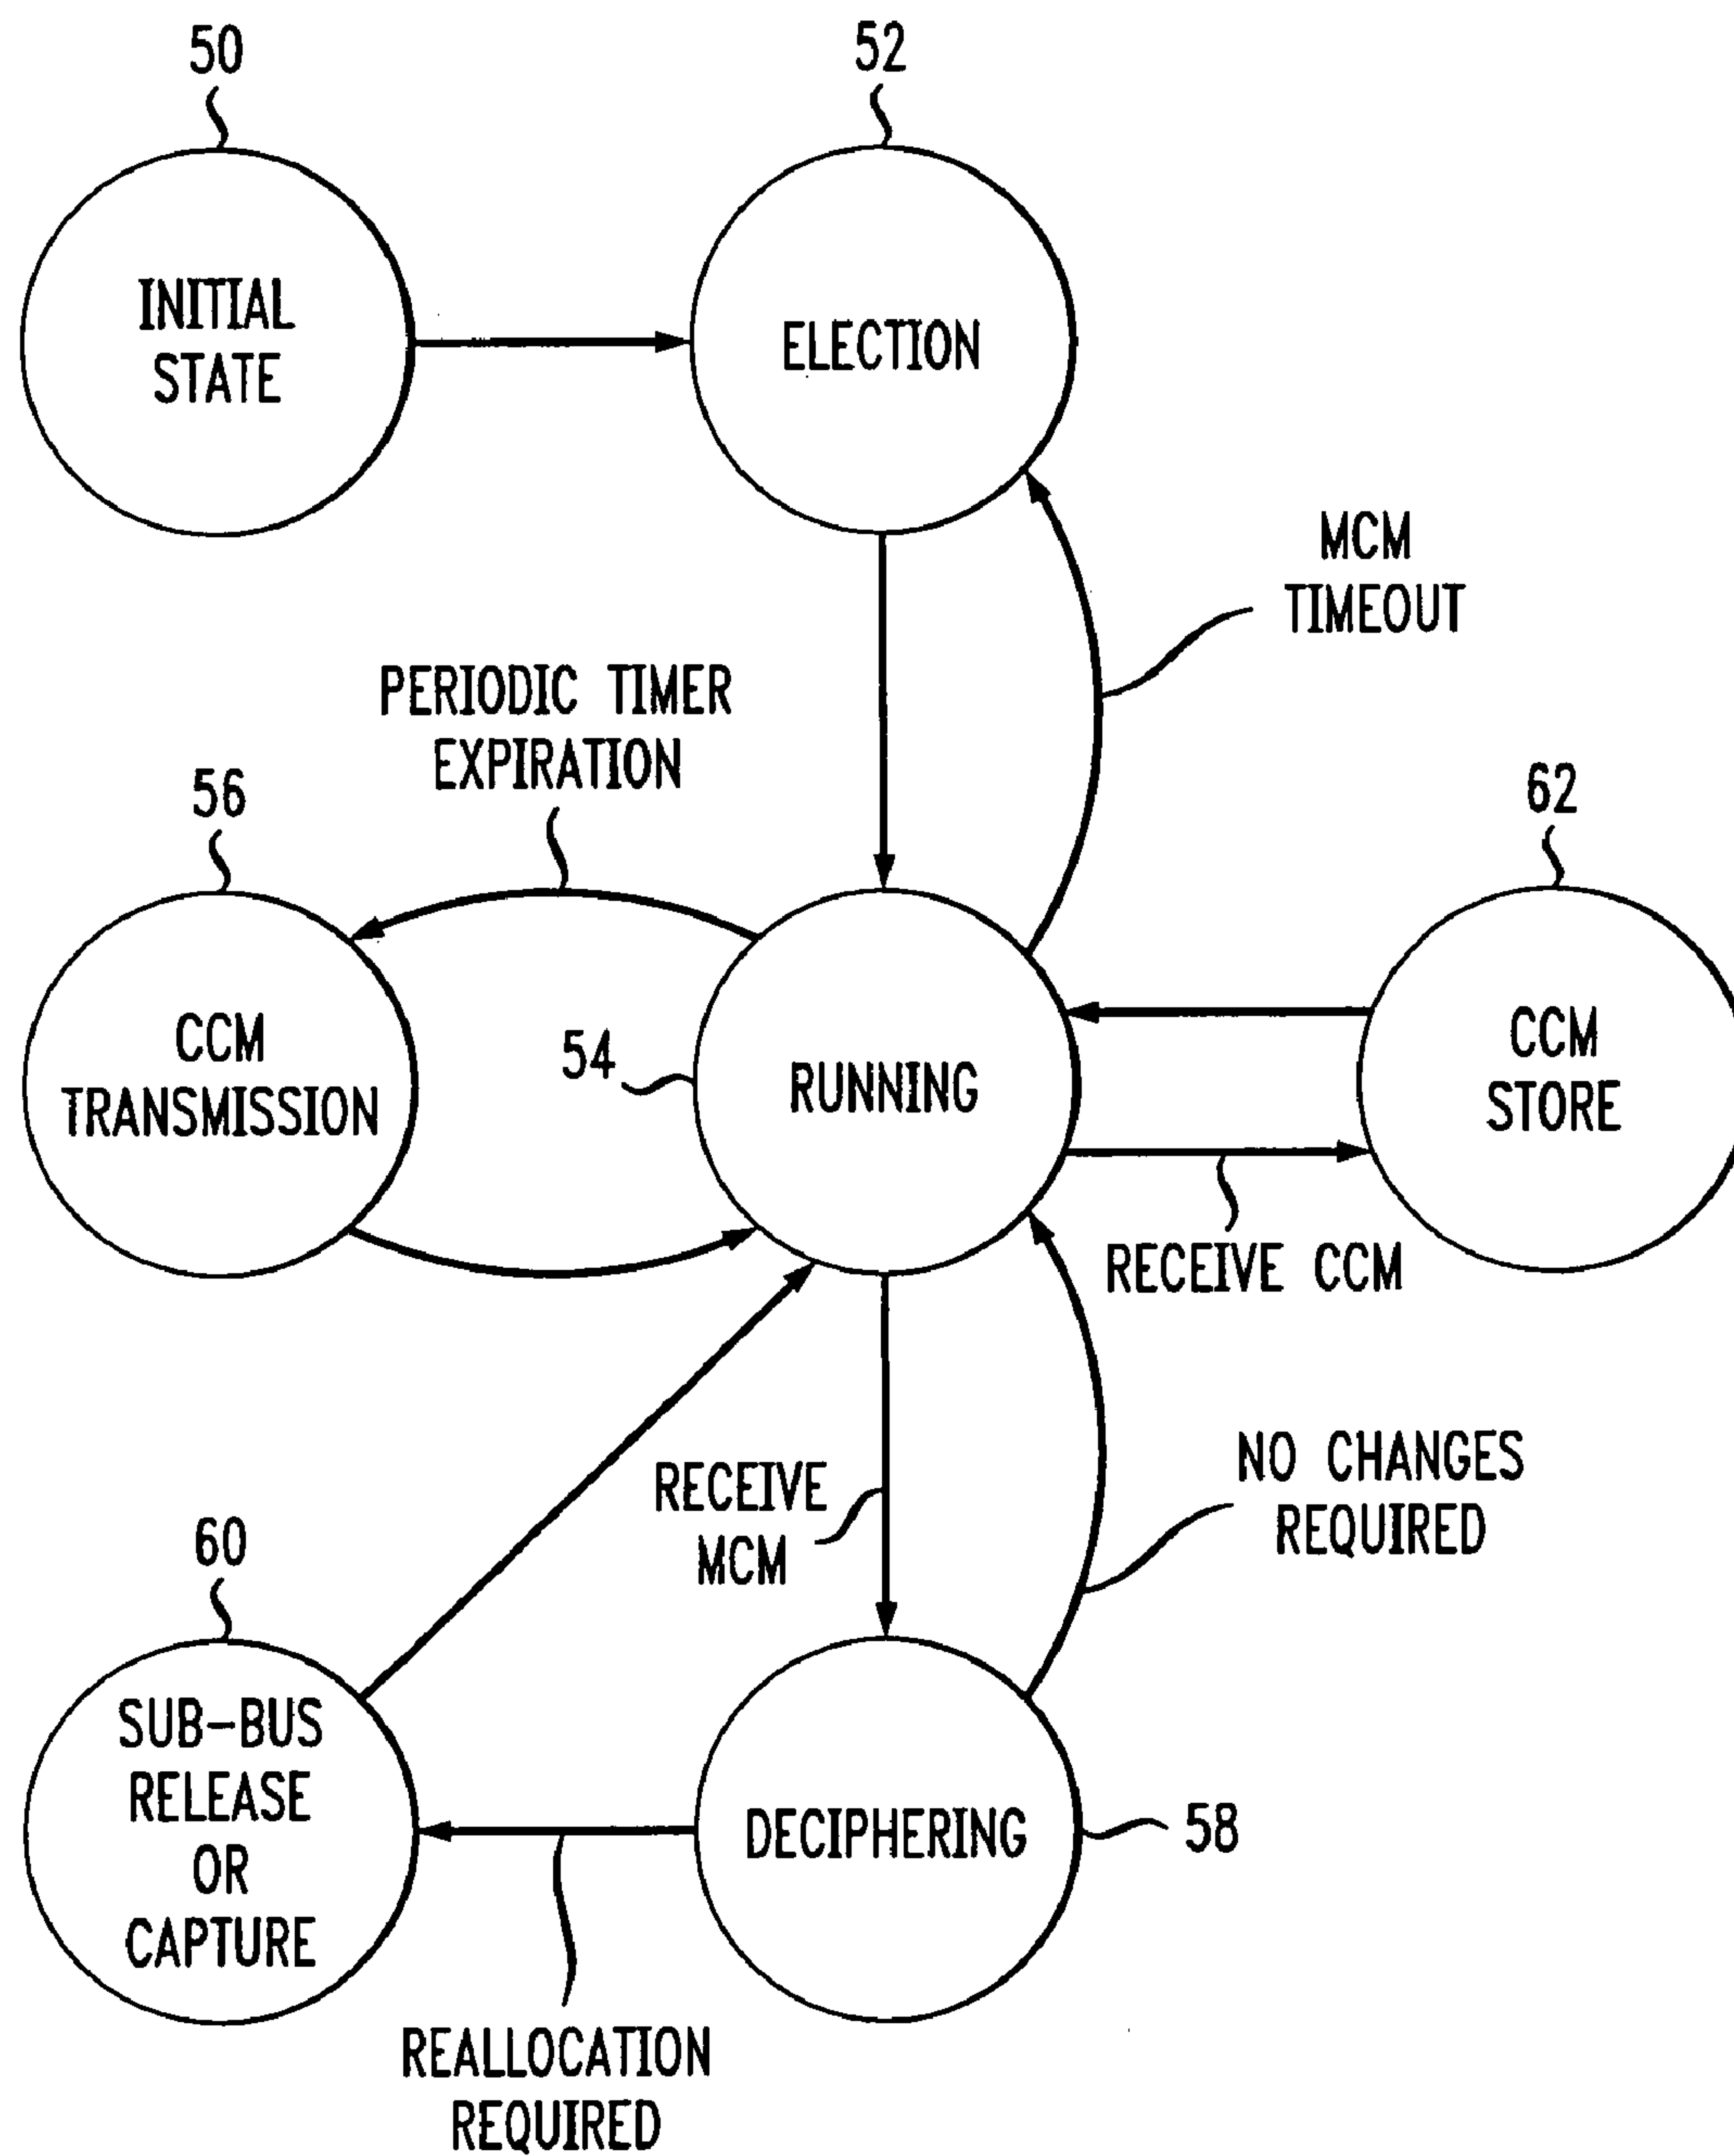 50
52
INITIAL
STATE
ELECTION
MCM
TIMEOUT
PERIODIC TIMER
EXPIRATION
56
62
CCM
TRANSMISSION
54
RUNNING
CCM
STORE
RECEIVE CCM
RECEIVE
MCM
NO CHANGES
REQUIRED
60
SUB-BUS
RELEASE
OR
CAPTURE
DECIPHERING
58
REALLOCATION
REQUIRED